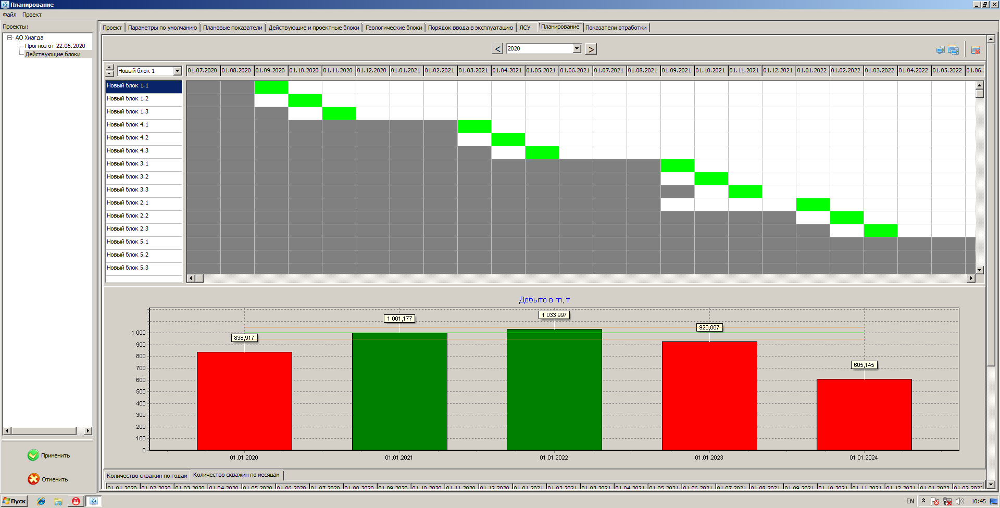 Планирование
Файл Проект
Проекты:
АО Хиагда
Прогноз от 22.06.2020
Действующие блоки
Применить
Отменить
Проект Параметры по умолчанию Плановые показатели Действующие и проектные блоки Геологические блоки Порядок ввода в эксплуатацию ЛСУ Планирование Показатели отработки
< 2020 >
Новый блок 1
01.07.2020 01.08.2020 01.09.2020 01.10.2020 01.11.2020 01.12.2020 01.01.2021 01.02.2021 01.03.2021 01.04.2021 01.05.2021 01.06.2021 01.07.2021 01.08.2021 01.09.2021 01.10.2021 01.11.2021 01.12.2021 01.01.2022 01.02.2022 01.03.2022 01.04.2022 01.05.2022 01.06.
Новый блок 1.1
Новый блок 1.2
Новый блок 1.3
Новый блок 4.1
Новый блок 4.2
Новый блок 4.3
Новый блок 3.1
Новый блок 3.2
Новый блок 3.3
Новый блок 2.1
Новый блок 2.2
Новый блок 2.3
Новый блок 5.1
Новый блок 5.2
Новый блок 5.3
Добыто в гп, т
838,917
1 001,177
1 033,997
923,007
605,145
1 000
900
800
700
600
500
400
300
200
100
0
01.01.2020 01.01.2021 01.01.2022 01.01.2023 01.01.2024
Количество скважин по годам Количество скважин по месяцам
01.01.2020 01.02.2020 01.03.2020 01.04.2020 01.05.2020 01.06.2020 01.07.2020 01.08.2020 01.09.2020 01.10.2020 01.11.2020 01.12.2020 01.01.2021 01.02.2021 01.03.2021 01.04.2021 01.05.2021 01.06.2021 01.07.2021 01.08.2021 01.09.2021 01.10.2021 01.11.2021 01.12.2021 01.01.2022 01.02.2022
Пуск
EN
10:45